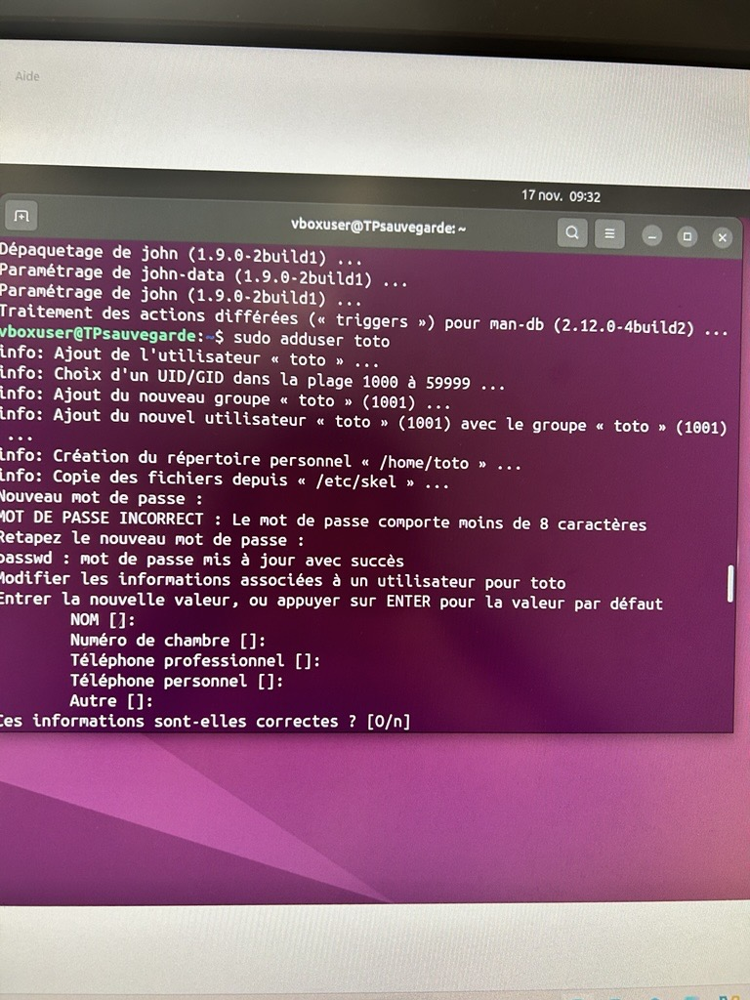 Aide
17 nov. 09:32
vboxuser@TPsauvegarde: ~
Dépaquetage de john (1.9.0-2build1) ...
Paramétrage de john-data (1.9.0-2build1) ...
Paramétrage de john (1.9.0-2build1) ...
Traitement des actions différées (« triggers ») pour man-db (2.12.0-4build2) ...
vboxuser@TPsauvegarde:~$ sudo adduser toto
info: Ajout de l'utilisateur « toto » ...
info: Choix d'un UID/GID dans la plage 1000 à 59999 ...
info: Ajout du nouveau groupe « toto » (1001) ...
info: Ajout du nouvel utilisateur « toto » (1001) avec le groupe « toto » (1001)
...
info: Création du répertoire personnel « /home/toto » ...
info: Copie des fichiers depuis « /etc/skel » ...
Nouveau mot de passe :
MOT DE PASSE INCORRECT : Le mot de passe comporte moins de 8 caractères
Retapez le nouveau mot de passe :
passwd : mot de passe mis à jour avec succès
Modifier les informations associées à un utilisateur pour toto
Entrer la nouvelle valeur, ou appuyer sur ENTER pour la valeur par défaut
NOM []:
Numéro de chambre []:
Téléphone professionnel []:
Téléphone personnel []:
Autre []:
Ces informations sont-elles correctes ? [O/n]